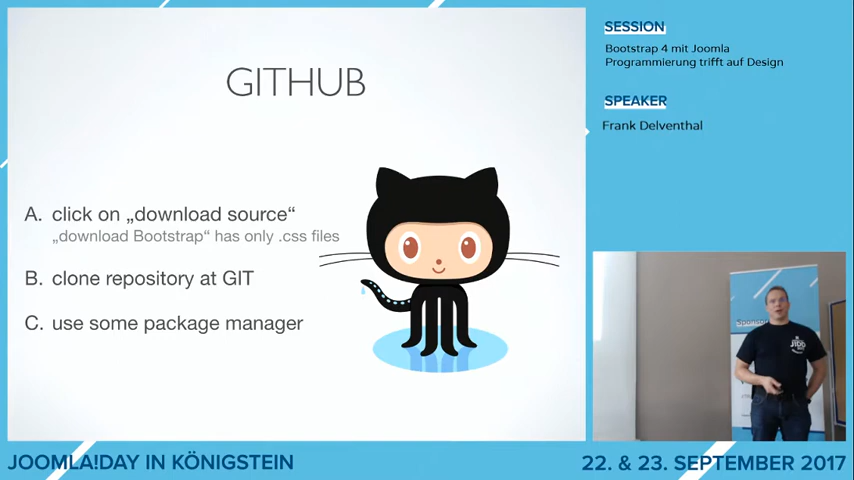 GITHUB
A. click on „download source“
„download Bootstrap“ has only .css files
B. clone repository at GIT
C. use some package manager
SESSION
Bootstrap 4 mit Joomla
Programmierung trifft auf Design
SPEAKER
Frank Delventhal
JOOMLA!DAY IN KÖNIGSTEIN
22. & 23. SEPTEMBER 2017